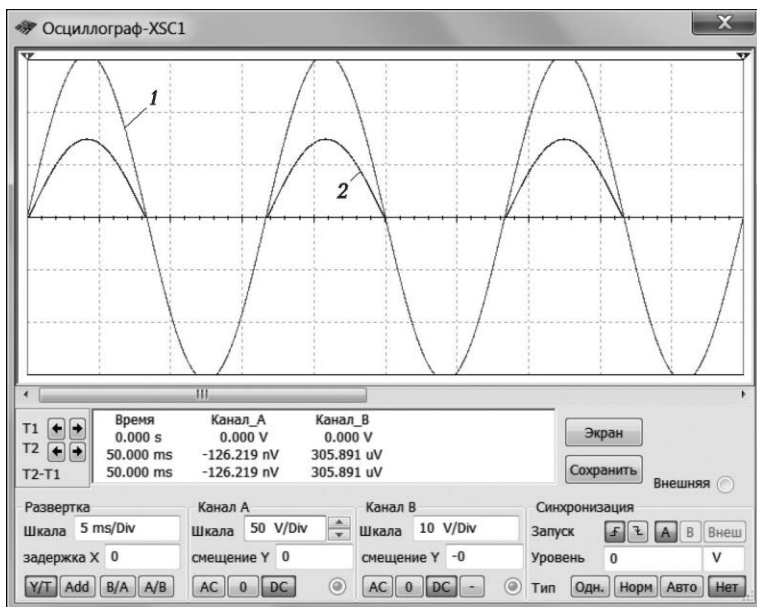 Осциллограф-XSC1
X
1
2
Время Канал_A Канал_B
T1 0.000 s 0.000 V 0.000 V
T2 50.000 ms -126.219 nV 305.891 uV
T2-T1 50.000 ms -126.219 nV 305.891 uV
Экран
Сохранить
Внешняя
Развертка Канал A Канал B Синхронизация
Шкала 5 ms/Div Шкала 50 V/Div Шкала 10 V/Div Запуск A B Внеш
задержка X 0 смещение Y 0 смещение Y -0 Уровень 0 V
Y/T Add B/A A/B AC 0 DC AC 0 DC - Тип Одн. Норм Авто Нет